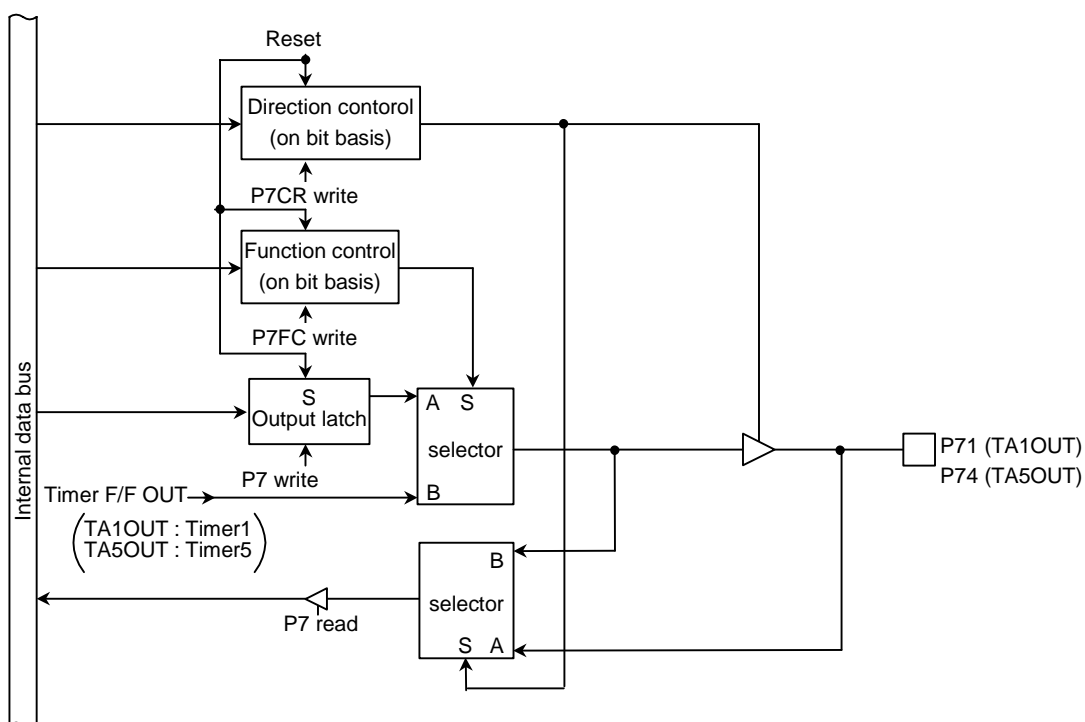 Reset
Direction contorol
(on bit basis)
P7CR write
Function control
(on bit basis)
P7FC write
Internal data bus
S
Output latch
A S
selector
B
P7 write
P71 (TA1OUT)
P74 (TA5OUT)
Timer F/F OUT
TA1OUT : Timer1
TA5OUT : Timer5
B
selector
S A
P7 read